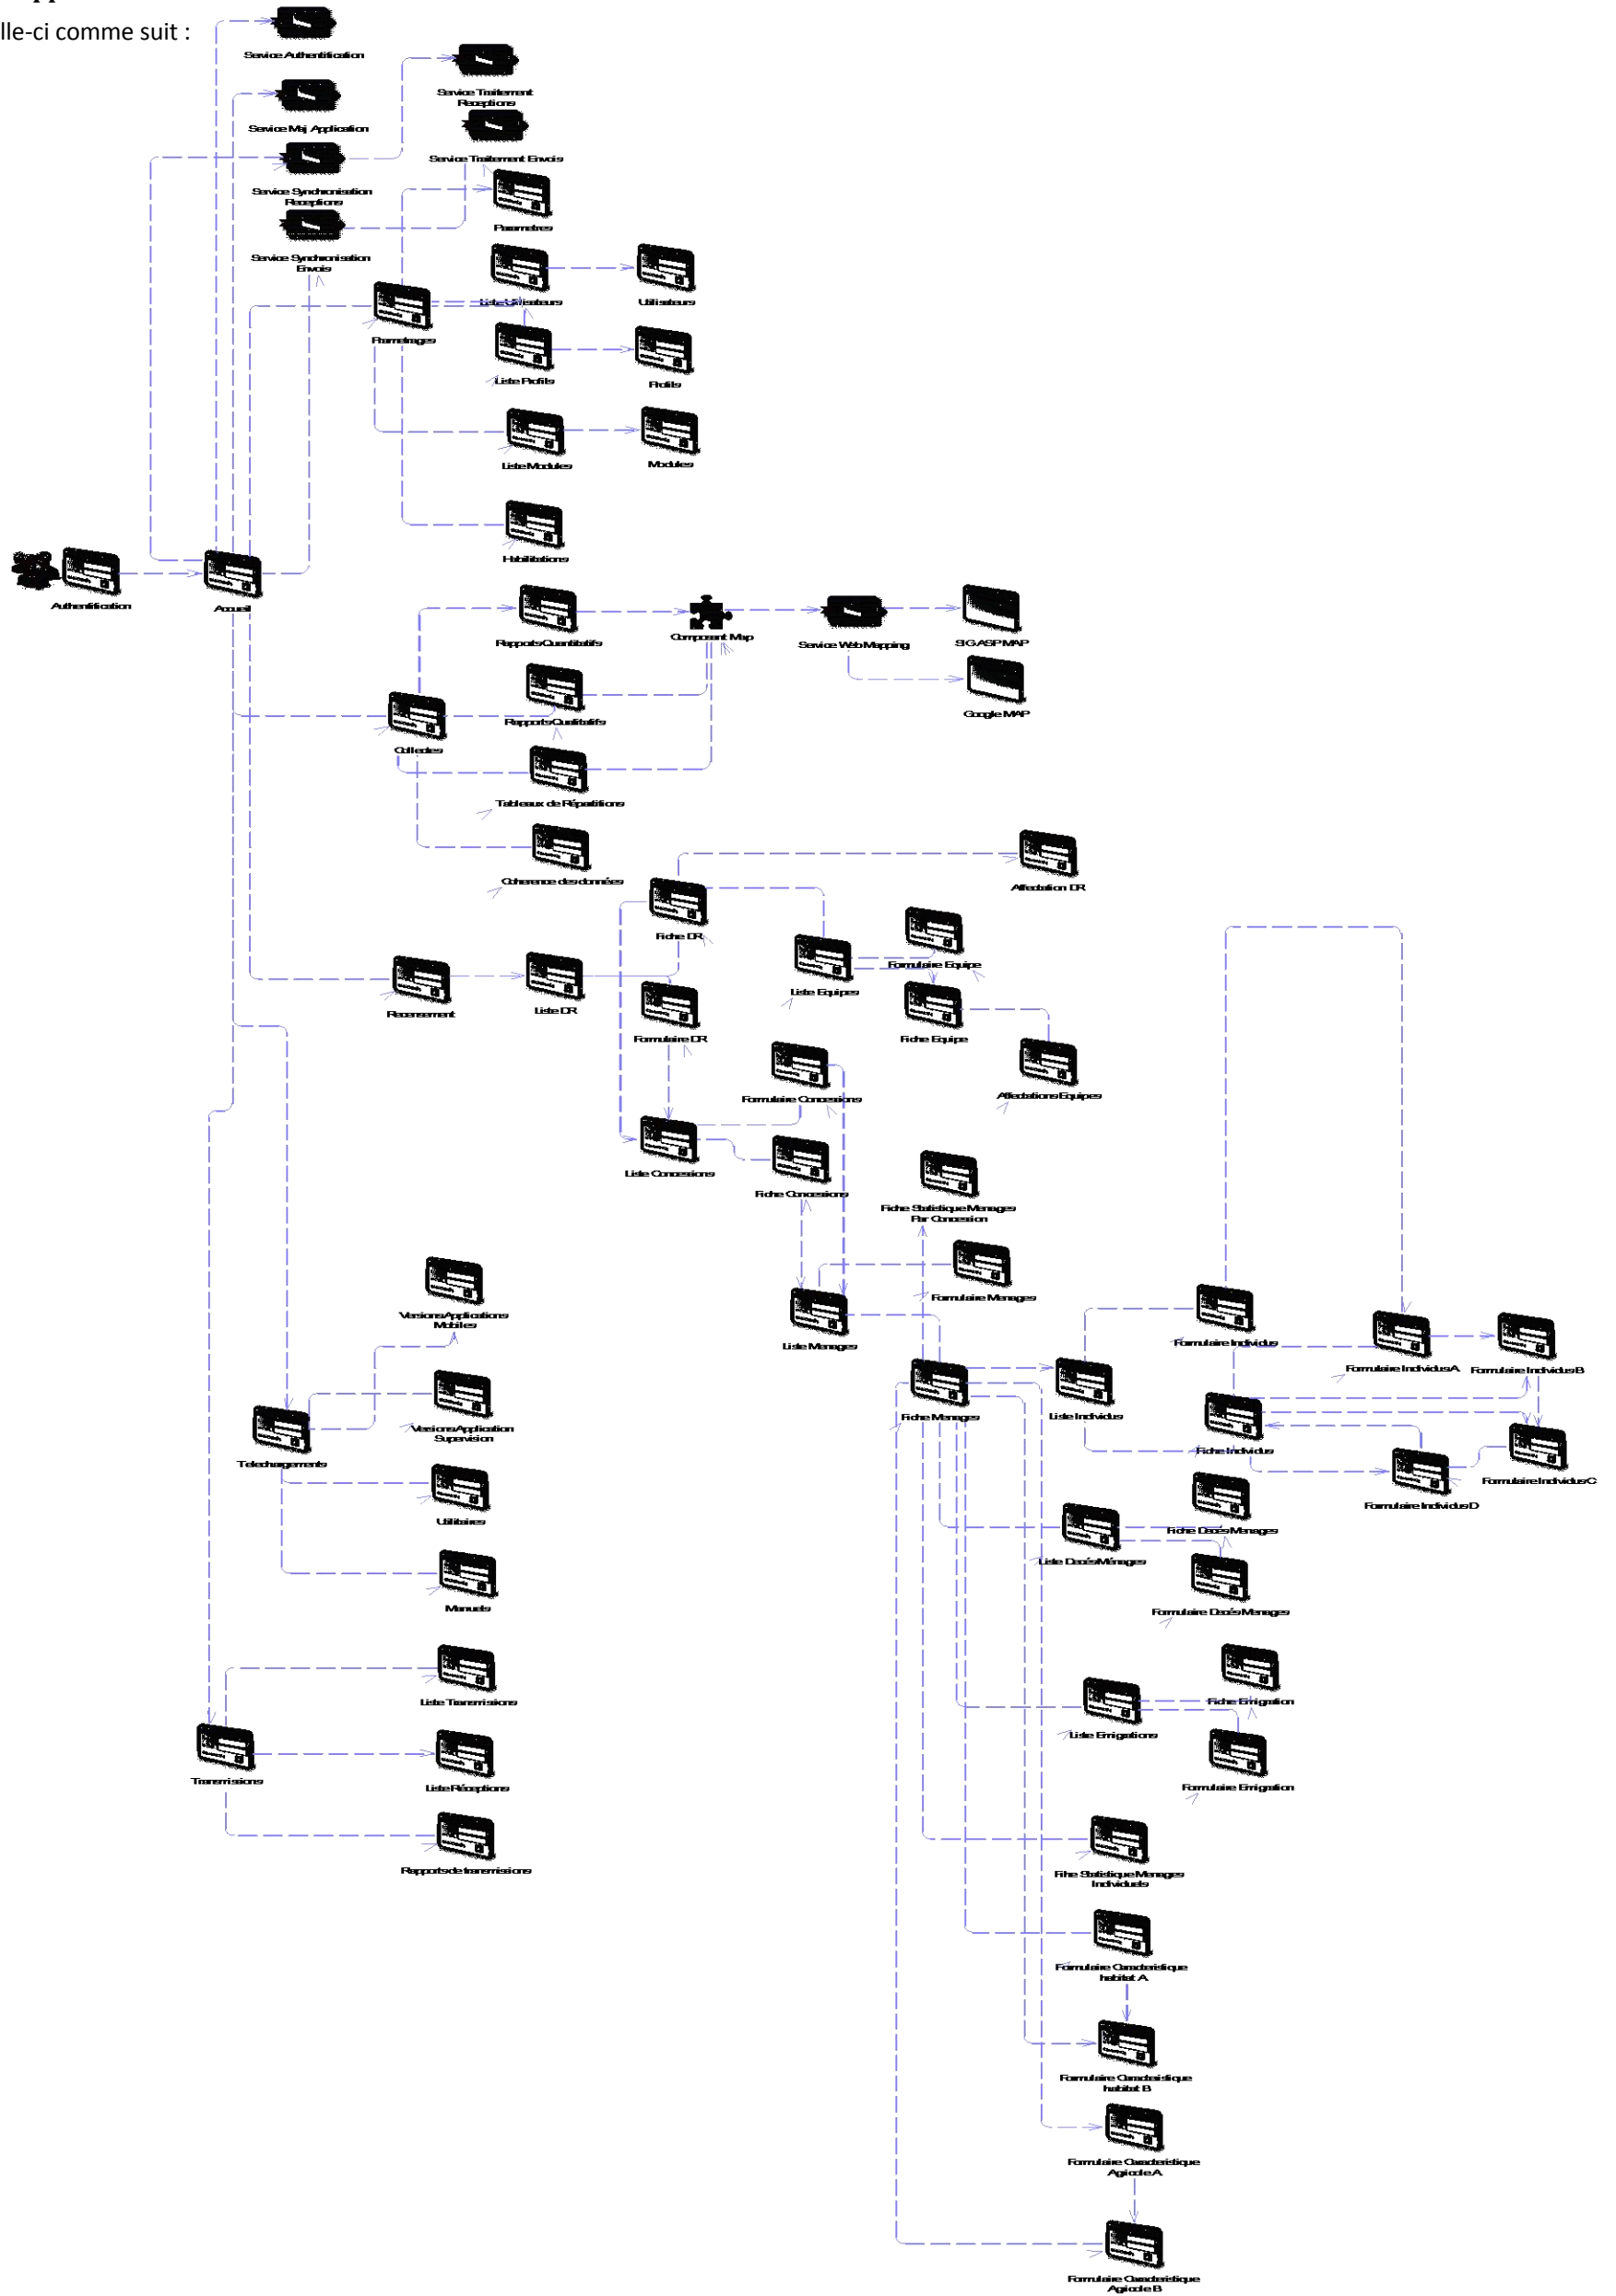 lle-ci comme suit :
Service Authentification
Service Traitement
Receptions
Service Maj Application
Service Traitement Envois
Service Synchronisation
Receptions
Parametres
Service Synchronisation
Envois
Liste Utilisateurs
Utilisateurs
Parametrages
Liste Profils
Profils
Liste Modules
Modules
Habilitations
Authentification
Accueil
Rapports Quantitatifs
Composant Map
Service Web Mapping
SIG ASP MAP
Rapports Qualitatifs
Google MAP
Collectes
Tableaux de Répartitions
Coherence des données
Affectation DR
Fiche DR
Formulaire Equipe
Liste Equipes
Recensement
Liste DR
Formulaire DR
Fiche Equipe
Formulaire Concessions
Affectations Equipes
Liste Concessions
Fiche Concessions
Fiche Statistique Menages
Par Concession
Formulaire Menages
Versions Applications
Mobiles
Liste Menages
Formulaire Individus
Formulaire Individus A
Formulaire Individus B
Fiche Menages
Liste Individus
Versions Application
Supervision
Fiche Individus
Telechargements
Formulaire Individus C
Formulaire Individus D
Utilitaires
Fiche Decés Menages
Liste Decés Ménages
Manuels
Formulaire Decés Menages
Liste Transmissions
Fiche Emigration
Liste Emigrations
Transmissions
Liste Réceptions
Formulaire Emigration
Rapports de transmissions
Fihe Statistique Menages
Individuels
Formulaire Caracteristique
habitat A
Formulaire Caracteristique
habitat B
Formulaire Caracteristique
Agricole A
Formulaire Caracteristique
Agricole B